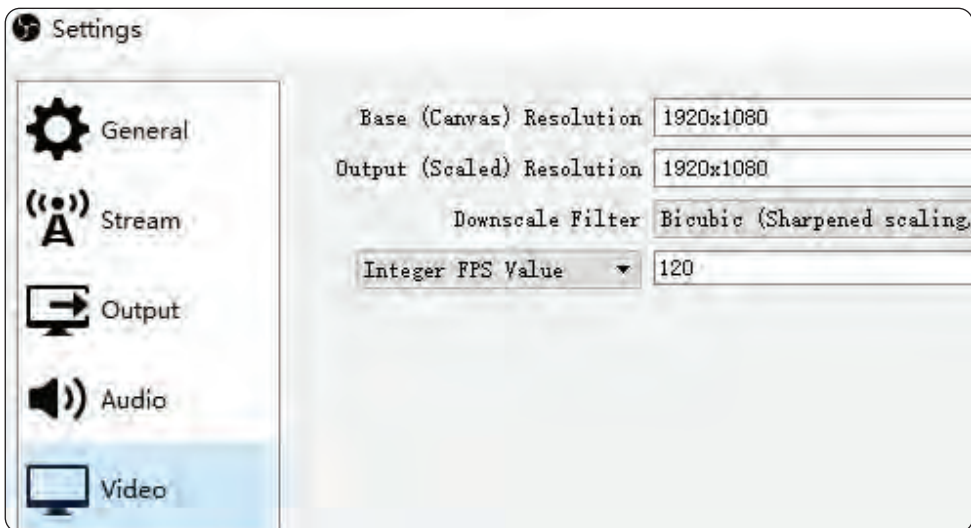 Settings
General
Stream
Output
Audio
Video
Base (Canvas) Resolution 1920x1080
Output (Scaled) Resolution 1920x1080
Downscale Filter Bicubic (Sharpened scaling,
Integer FPS Value 120